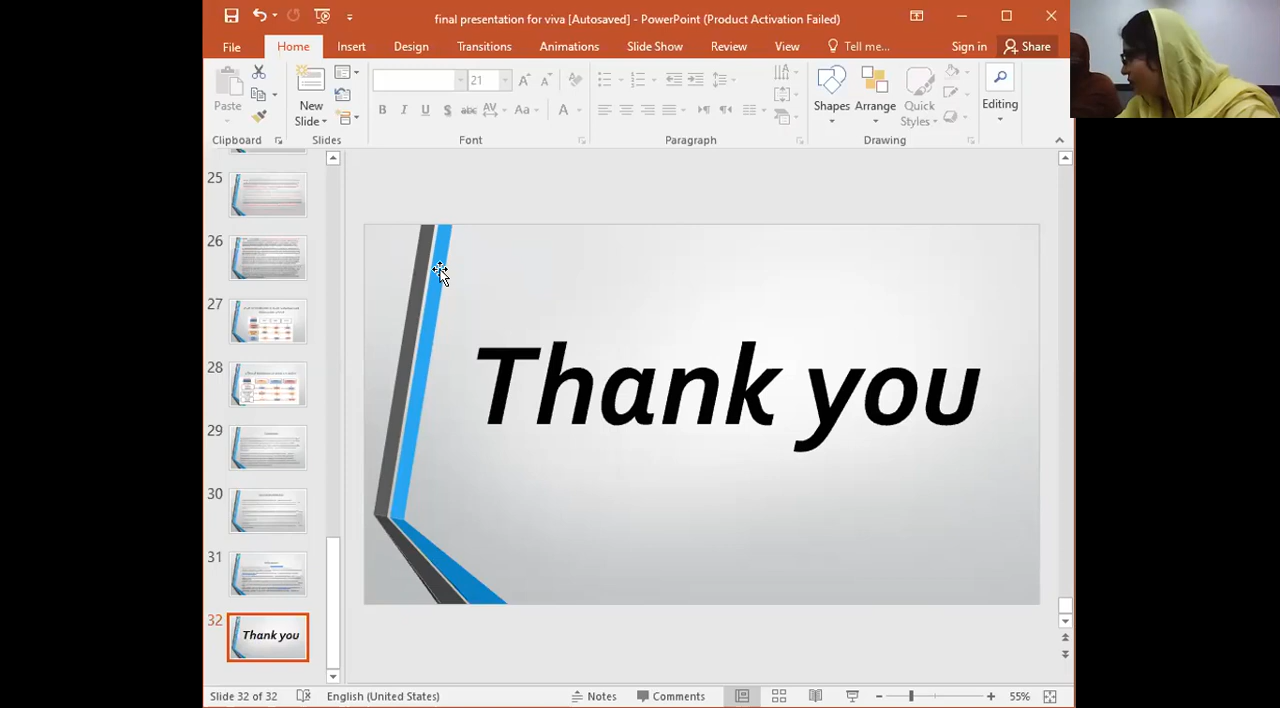 final presentation for viva [Autosaved] - PowerPoint (Product Activation Failed)
File Home Insert Design Transitions Animations Slide Show Review View Tell me... Sign in Share
Paste
New
Slide
21
B I U S abc AV Aa A
Shapes Arrange Quick
Styles
Editing
Clipboard Slides Font Paragraph Drawing
25
26
27
28
29
30
31
32
Thank you
Thank you
Slide 32 of 32 English (United States) Notes Comments 55%